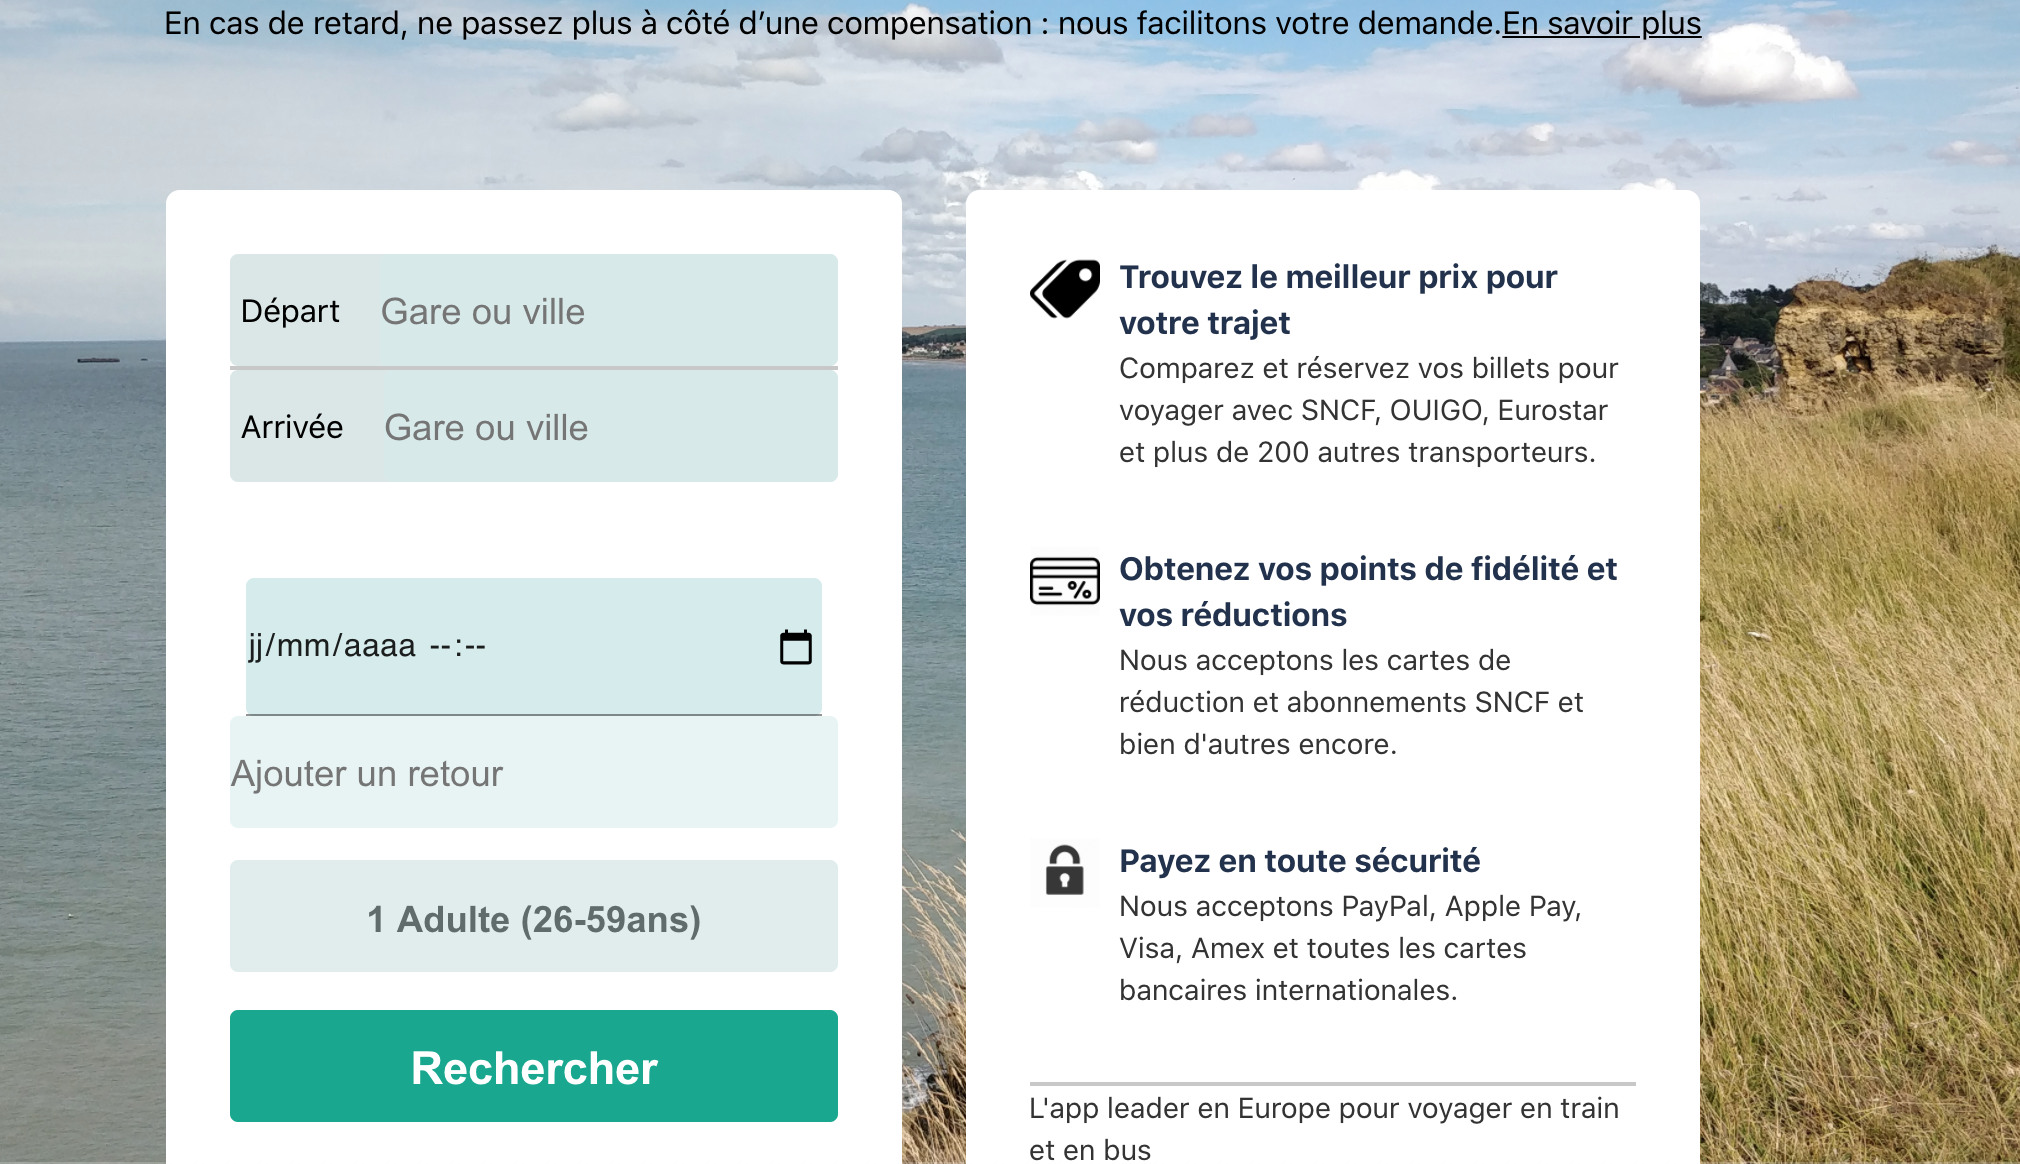 En cas de retard, ne passez plus à côté d’une compensation : nous facilitons votre demande.En savoir plus
Départ Gare ou ville
Arrivée Gare ou ville
jj/mm/aaaa --:--
Ajouter un retour
1 Adulte (26-59ans)
Rechercher
Trouvez le meilleur prix pour
votre trajet
Comparez et réservez vos billets pour
voyager avec SNCF, OUIGO, Eurostar
et plus de 200 autres transporteurs.
%
Obtenez vos points de fidélité et
vos réductions
Nous acceptons les cartes de
réduction et abonnements SNCF et
bien d'autres encore.
Payez en toute sécurité
Nous acceptons PayPal, Apple Pay,
Visa, Amex et toutes les cartes
bancaires internationales.
L'app leader en Europe pour voyager en train
et en bus